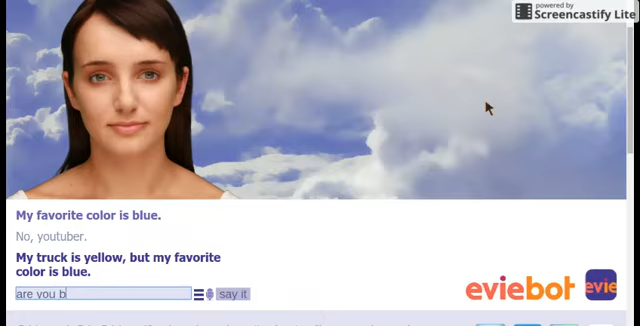 powered by
Screencastify Lite
My favorite color is blue.
No, youtuber.
My truck is yellow, but my favorite
color is blue.
are you b
say it
eviebot
evie